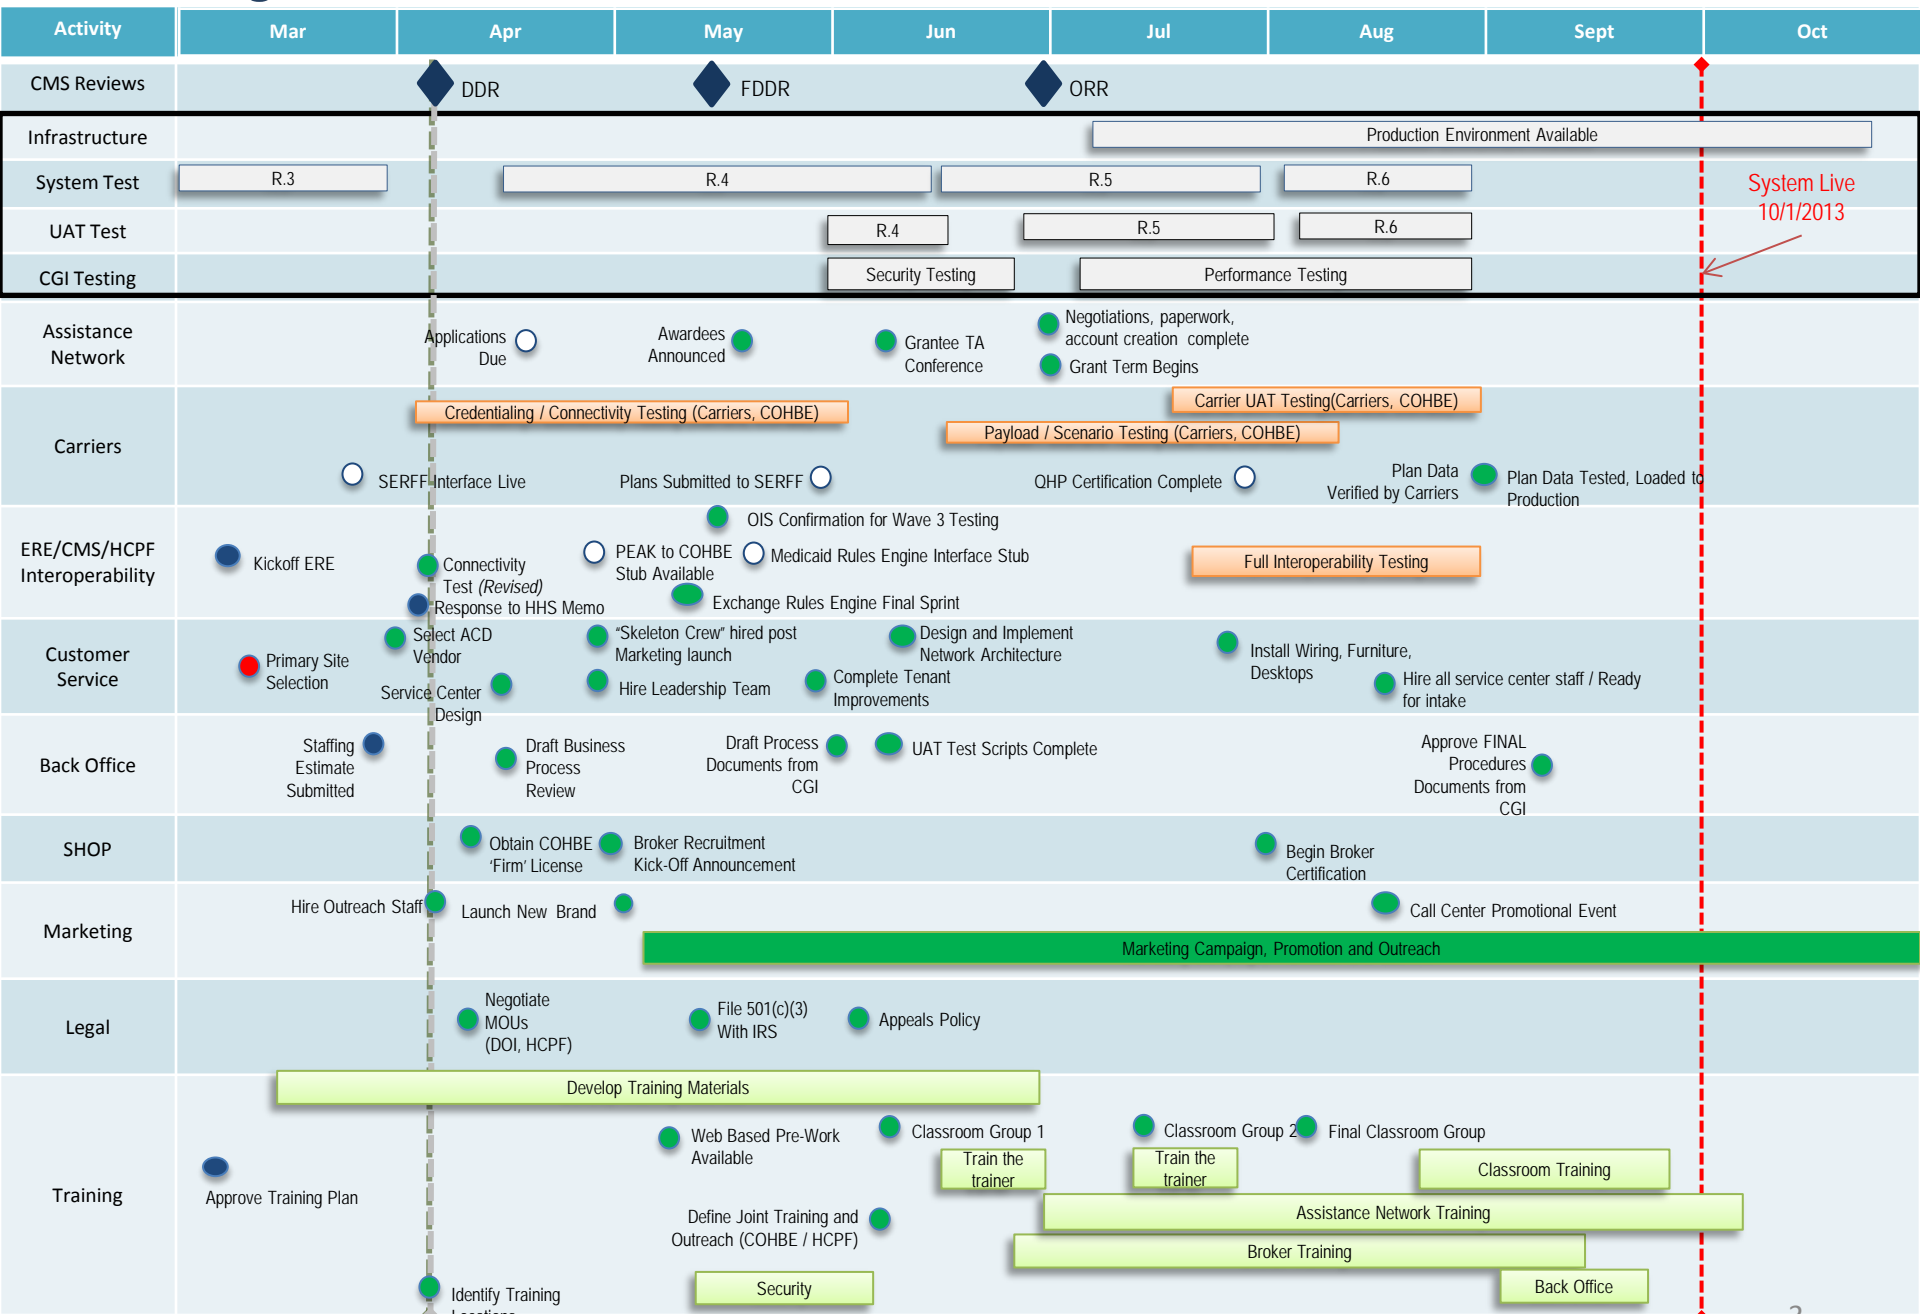 Activity
Mar
Apr
May
Jun
Jul
Aug
Sept
Oct
CMS Reviews
DDR
FDDR
ORR
Infrastructure
Production Environment Available
System Test
R.3
R.4
R.5
R.6
System Live
10/1/2013
UAT Test
R.4
R.5
R.6
CGI Testing
Security Testing
Performance Testing
Assistance
Network
Applications
Due
Awardees
Announced
Grantee TA
Conference
Negotiations, paperwork,
account creation complete
Grant Term Begins
Carriers
Credentialing / Connectivity Testing (Carriers, COHBE)
Carrier UAT Testing(Carriers, COHBE)
Payload / Scenario Testing (Carriers, COHBE)
SERFF Interface Live
Plans Submitted to SERFF
QHP Certification Complete
Plan Data
Verified by Carriers
Plan Data Tested, Loaded to
Production
ERE/CMS/HCPF
Interoperability
OIS Confirmation for Wave 3 Testing
Kickoff ERE
Connectivity
Test (Revised)
Response to HHS Memo
PEAK to COHBE
Stub Available
Medicaid Rules Engine Interface Stub
Exchange Rules Engine Final Sprint
Full Interoperability Testing
Customer
Service
Primary Site
Selection
Select ACD
Vendor
Service Center
Design
“Skeleton Crew” hired post
Marketing launch
Hire Leadership Team
Design and Implement
Network Architecture
Complete Tenant
Improvements
Install Wiring, Furniture,
Desktops
Hire all service center staff / Ready
for intake
Back Office
Staffing
Estimate
Submitted
Draft Business
Process
Review
Draft Process
Documents from
CGI
UAT Test Scripts Complete
Approve FINAL
Procedures
Documents from
CGI
SHOP
Obtain COHBE
‘Firm’ License
Broker Recruitment
Kick-Off Announcement
Begin Broker
Certification
Marketing
Hire Outreach Staff
Launch New Brand
Call Center Promotional Event
Marketing Campaign, Promotion and Outreach
Legal
Negotiate
MOUs
(DOI, HCPF)
File 501(c)(3)
With IRS
Appeals Policy
Training
Develop Training Materials
Web Based Pre-Work
Available
Classroom Group 1
Classroom Group 2
Final Classroom Group
Train the
trainer
Train the
trainer
Classroom Training
Approve Training Plan
Assistance Network Training
Define Joint Training and
Outreach (COHBE / HCPF)
Broker Training
Identify Training
Security
Back Office